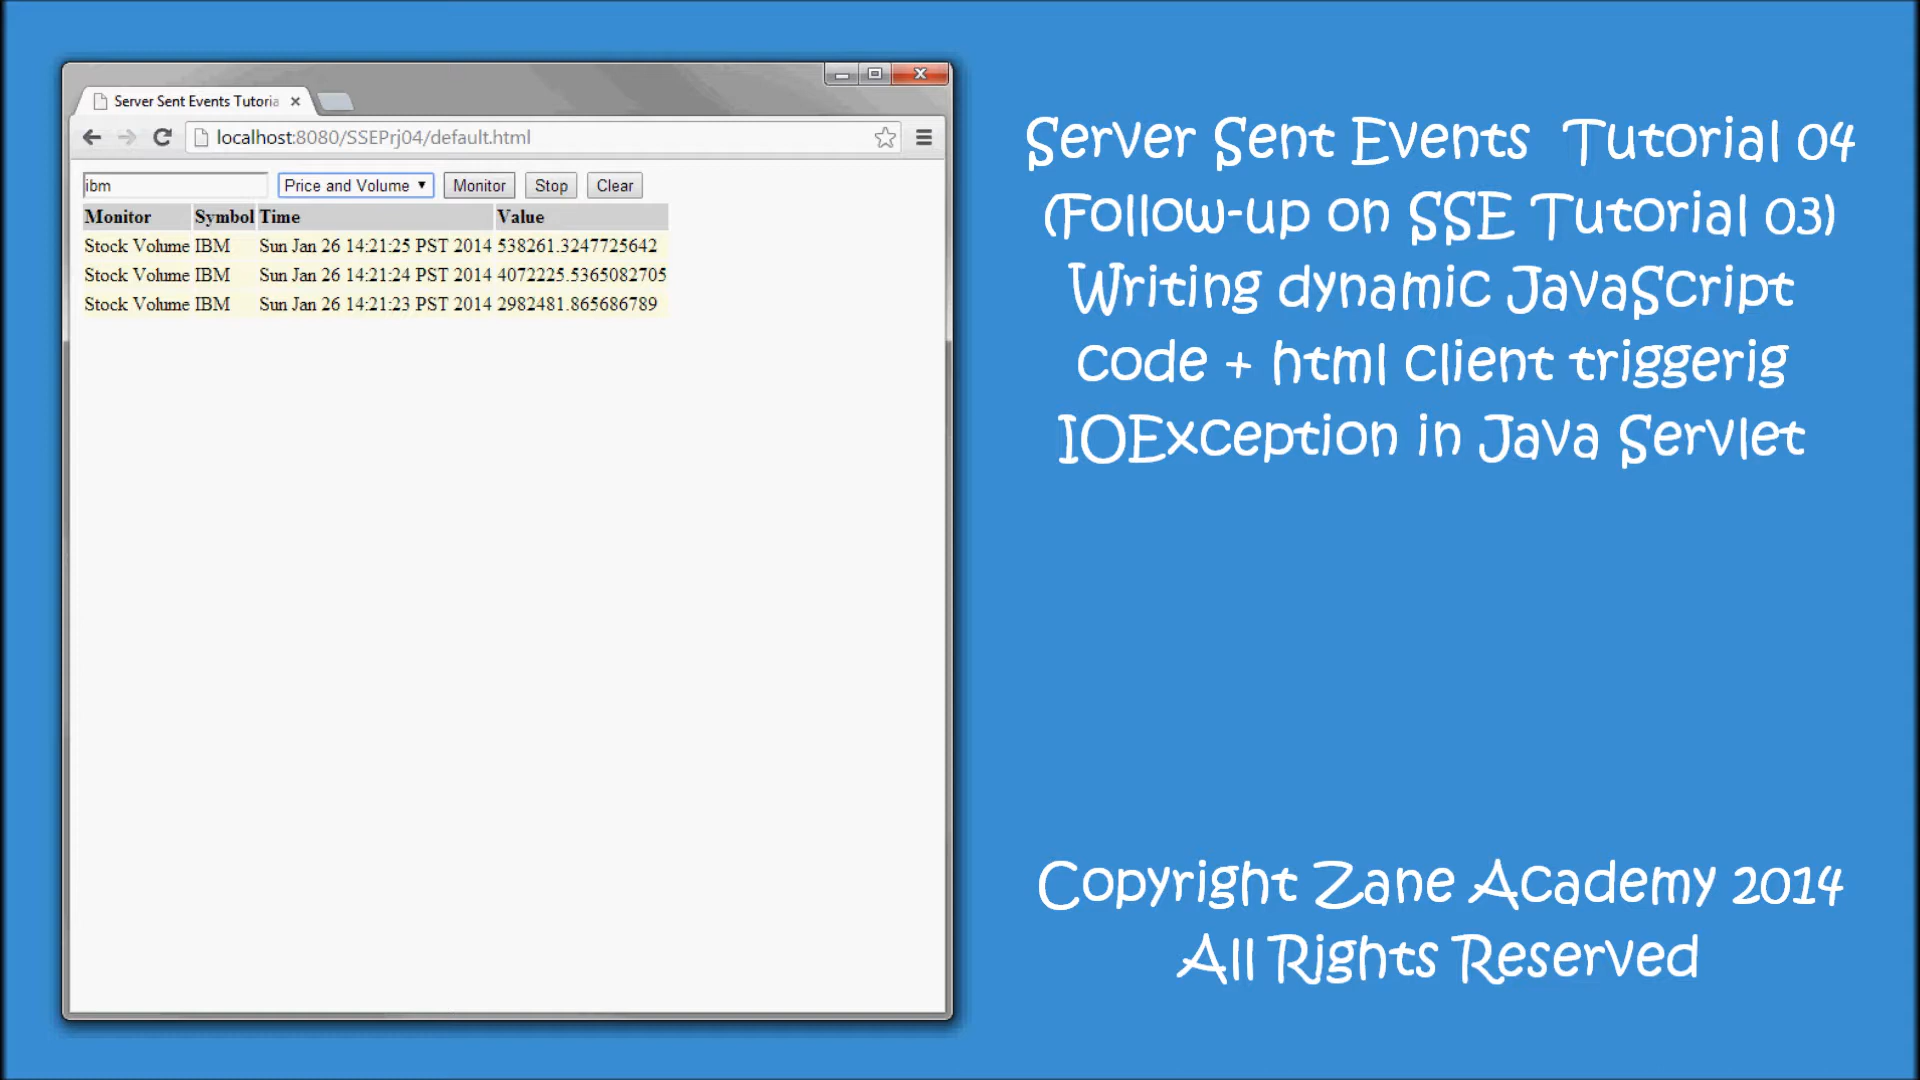 Server Sent Events Tutoria
localhost:8080/SSEPrj04/default.html
ibm Price and Volume Monitor Stop Clear
Monitor Symbol Time Value
Stock Volume IBM Sun Jan 26 14:21:25 PST 2014 538261.3247725642
Stock Volume IBM Sun Jan 26 14:21:24 PST 2014 4072225.5365082705
Stock Volume IBM Sun Jan 26 14:21:23 PST 2014 2982481.865686789
Server Sent Events Tutorial 04
(Follow-up on SSE Tutorial 03)
Writing dynamic JavaScript
code + html client triggerig
IOException in Java Servlet
Copyright Zane Academy 2014
All Rights Reserved